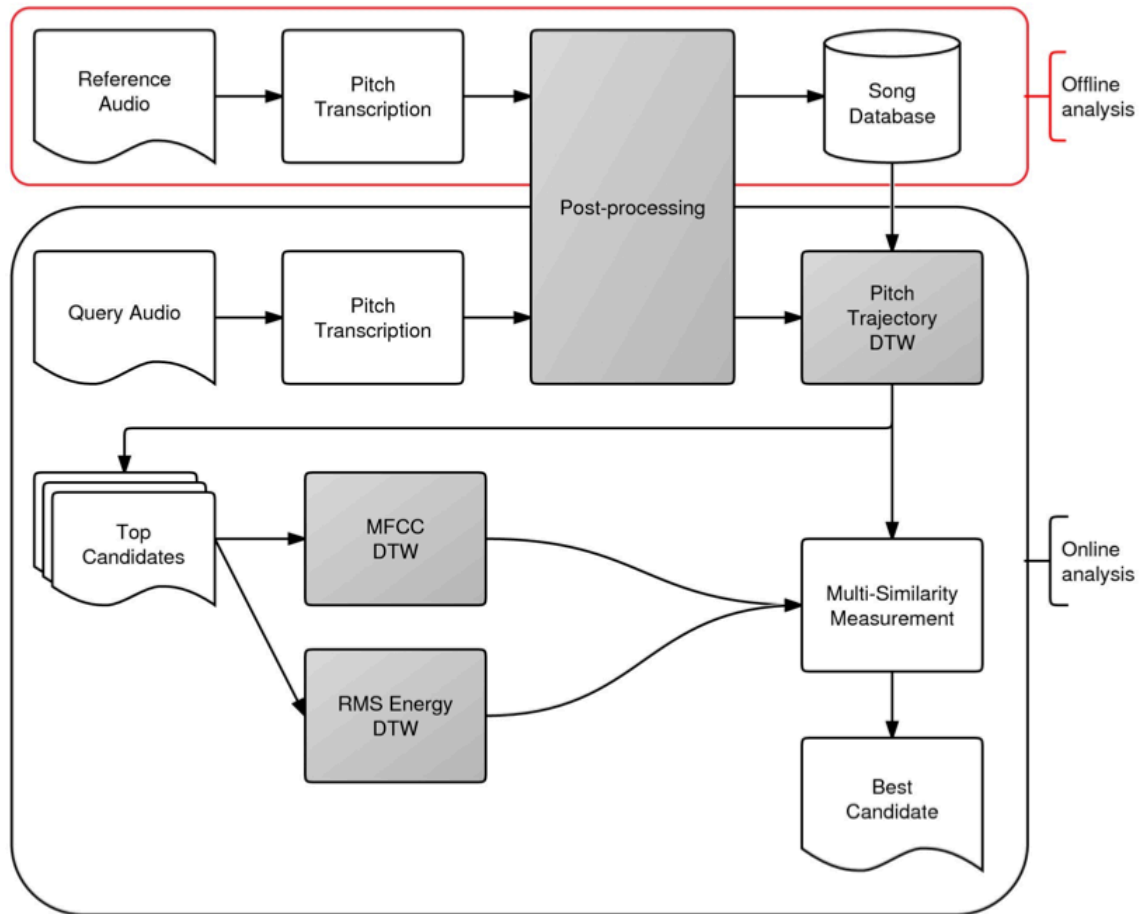 Reference
Audio
Pitch
Transcription
Post-processing
Song
Database
Offline
analysis
Query Audio
Pitch
Transcription
Pitch
Trajectory
DTW
Top
Candidates
MFCC
DTW
RMS Energy
DTW
Multi-Similarity
Measurement
Online
analysis
Best
Candidate